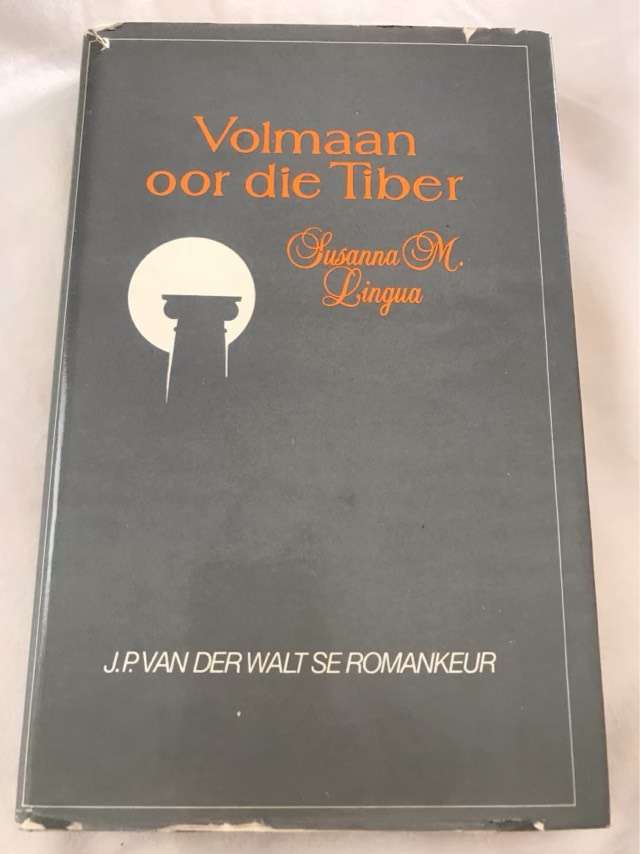 Volmaan
oor die Tiber
Susanna M.
Lingua
J.P. VAN DER WALT SE ROMANKEUR